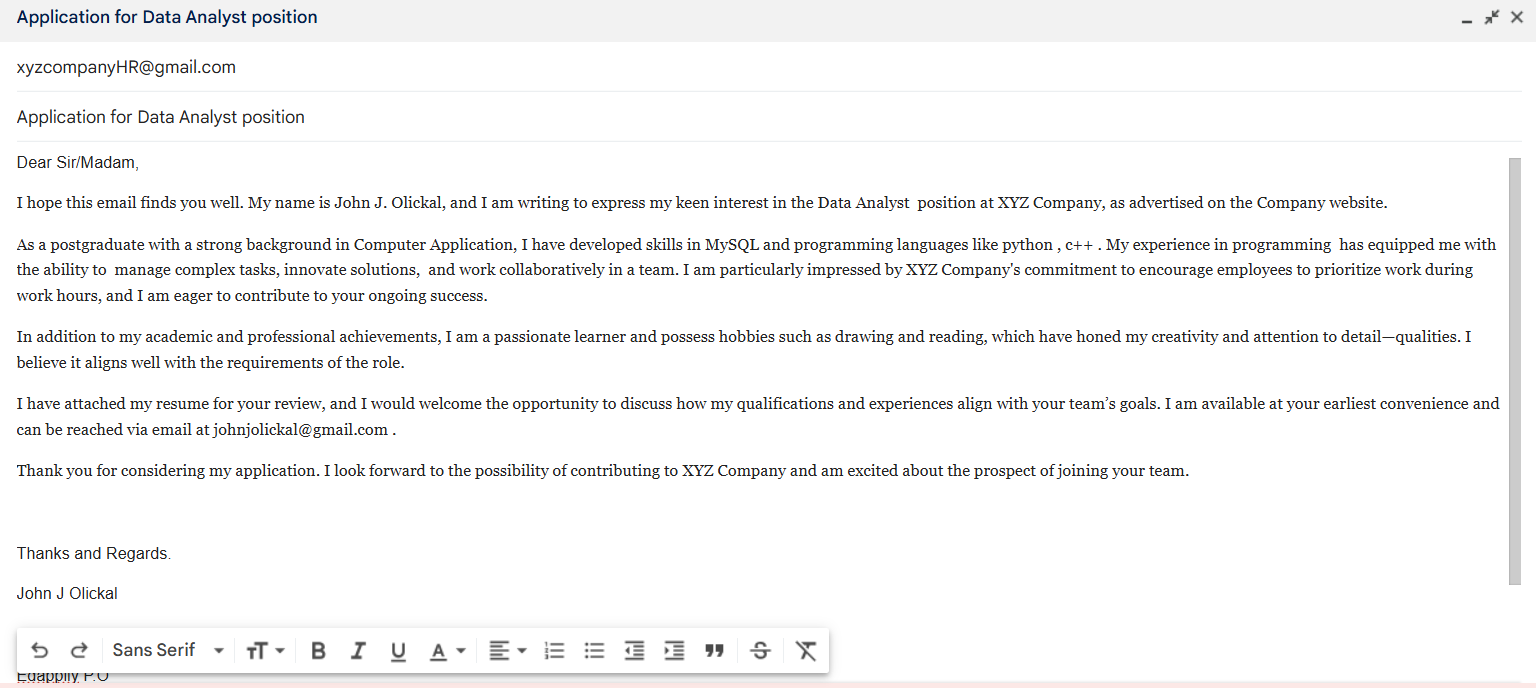 Application for Data Analyst position
xyzcompanyHR@gmail.com
Application for Data Analyst position
Dear Sir/Madam,
I hope this email finds you well. My name is John J. Olickal, and I am writing to express my keen interest in the Data Analyst  position at XYZ Company, as advertised on the Company website.
As a postgraduate with a strong background in Computer Application, I have developed skills in MySQL and programming languages like python , c++ . My experience in programming  has equipped me with
the ability to  manage complex tasks, innovate solutions,  and work collaboratively in a team. I am particularly impressed by XYZ Company's commitment to encourage employees to prioritize work during
work hours, and I am eager to contribute to your ongoing success.
In addition to my academic and professional achievements, I am a passionate learner and possess hobbies such as drawing and reading, which have honed my creativity and attention to detail—qualities. I
believe it aligns well with the requirements of the role.
I have attached my resume for your review, and I would welcome the opportunity to discuss how my qualifications and experiences align with your team’s goals. I am available at your earliest convenience and
can be reached via email at johnjolickal@gmail.com .
Thank you for considering my application. I look forward to the possibility of contributing to XYZ Company and am excited about the prospect of joining your team.
Thanks and Regards.
John J Olickal
Sans Serif
P.O